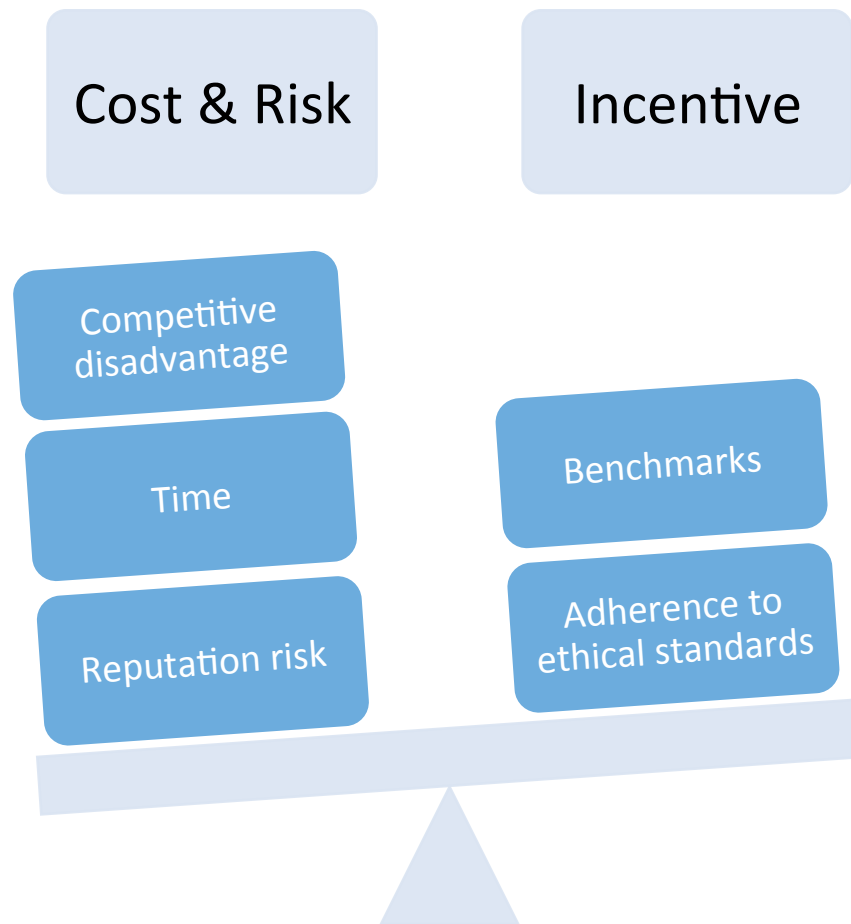 Cost & Risk
Incentive
Competitive
disadvantage
Time
Reputation risk
Benchmarks
Adherence to
ethical standards